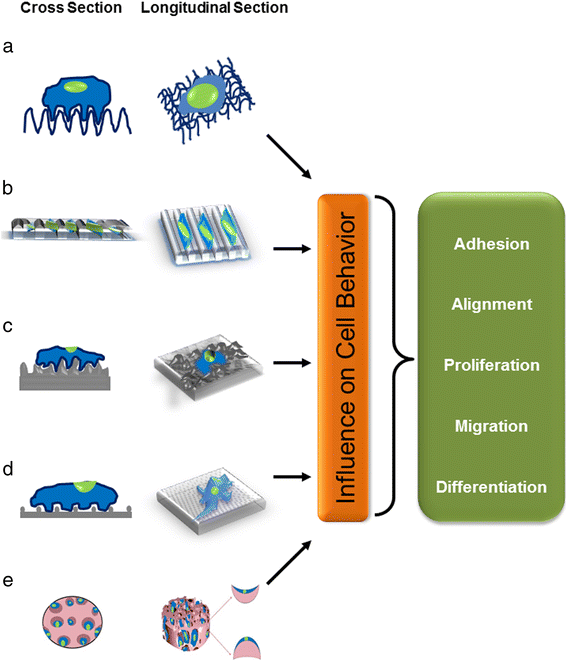 Cross Section
Longitudinal Section
a
b
c
d
e
Influence on Cell Behavior
Adhesion
Alignment
Proliferation
Migration
Differentiation